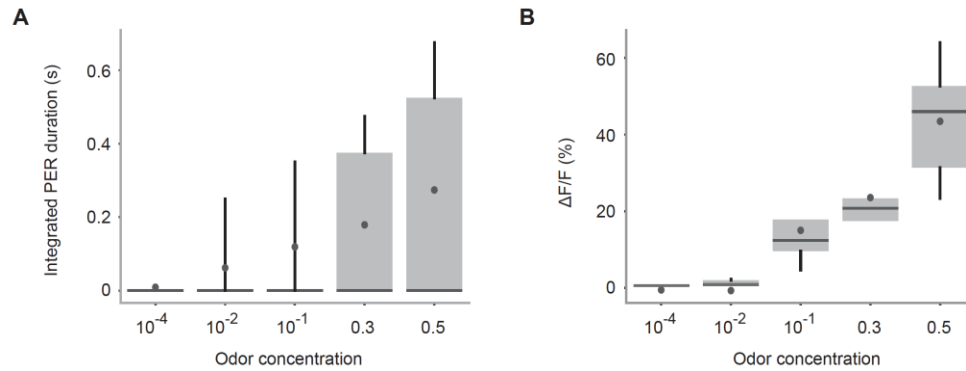 A
Integrated PER duration (s)
0.6
0.4
0.2
0
10⁻⁴ 10⁻² 10⁻¹ 0.3 0.5
Odor concentration
B
ΔF/F (%)
60
40
20
0
10⁻⁴ 10⁻² 10⁻¹ 0.3 0.5
Odor concentration